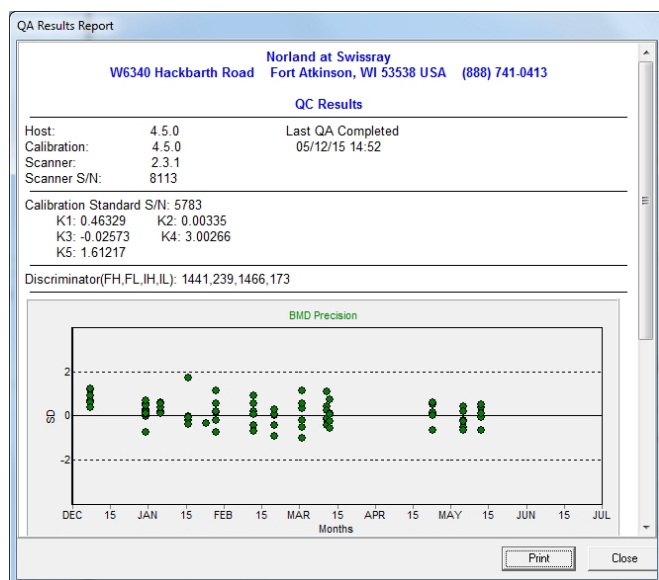 QA Results Report
Norland at Swissray
W6340 Hackbarth Road Fort Atkinson, WI 53538 USA (888) 741-0413
QC Results
Host: 4.5.0 Last QA Completed
Calibration: 4.5.0 05/12/15 14:52
Scanner: 2.3.1
Scanner S/N: 8113
Calibration Standard S/N: 5783
K1: 0.46329 K2: 0.00335
K3: -0.02573 K4: 3.00266
K5: 1.61217
Discriminator(FH,FL,IH,IL): 1441,239,1466,173
BMD Precision
2
SD 0
-2
DEC 15 JAN 15 FEB 15 MAR 15 APR 15 MAY 15 JUN 15 JUL
Months
Print Close